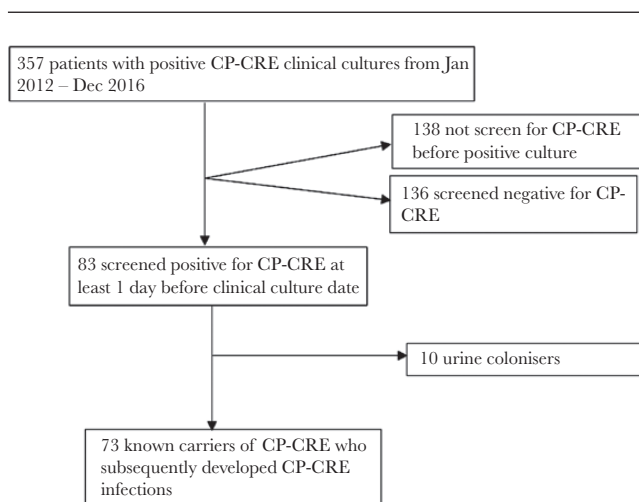 357 patients with positive CP-CRE clinical cultures from Jan
2012 – Dec 2016
138 not screen for CP-CRE
before positive culture
136 screened negative for CP-
CRE
83 screened positive for CP-CRE at
least 1 day before clinical culture date
10 urine colonisers
73 known carriers of CP-CRE who
subsequently developed CP-CRE
infections